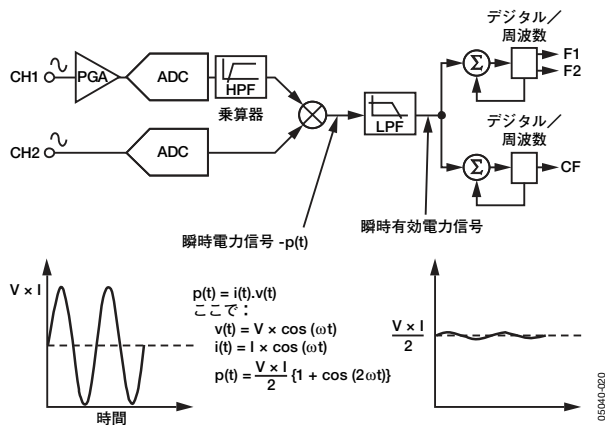 デジタル／
周波数
F1
F2
CH1
PGA
ADC
HPF
乗算器
Σ
LPF
CH2
ADC
デジタル／
周波数
Σ
CF
瞬時電力信号 -p(t)
瞬時有効電力信号
V × I
p(t) = i(t).v(t)
ここで：
v(t) = V × cos (ωt)
i(t) = I × cos (ωt)
p(t) = V × I / 2 {1 + cos (2ωt)}
時間
V × I
2
05040-020